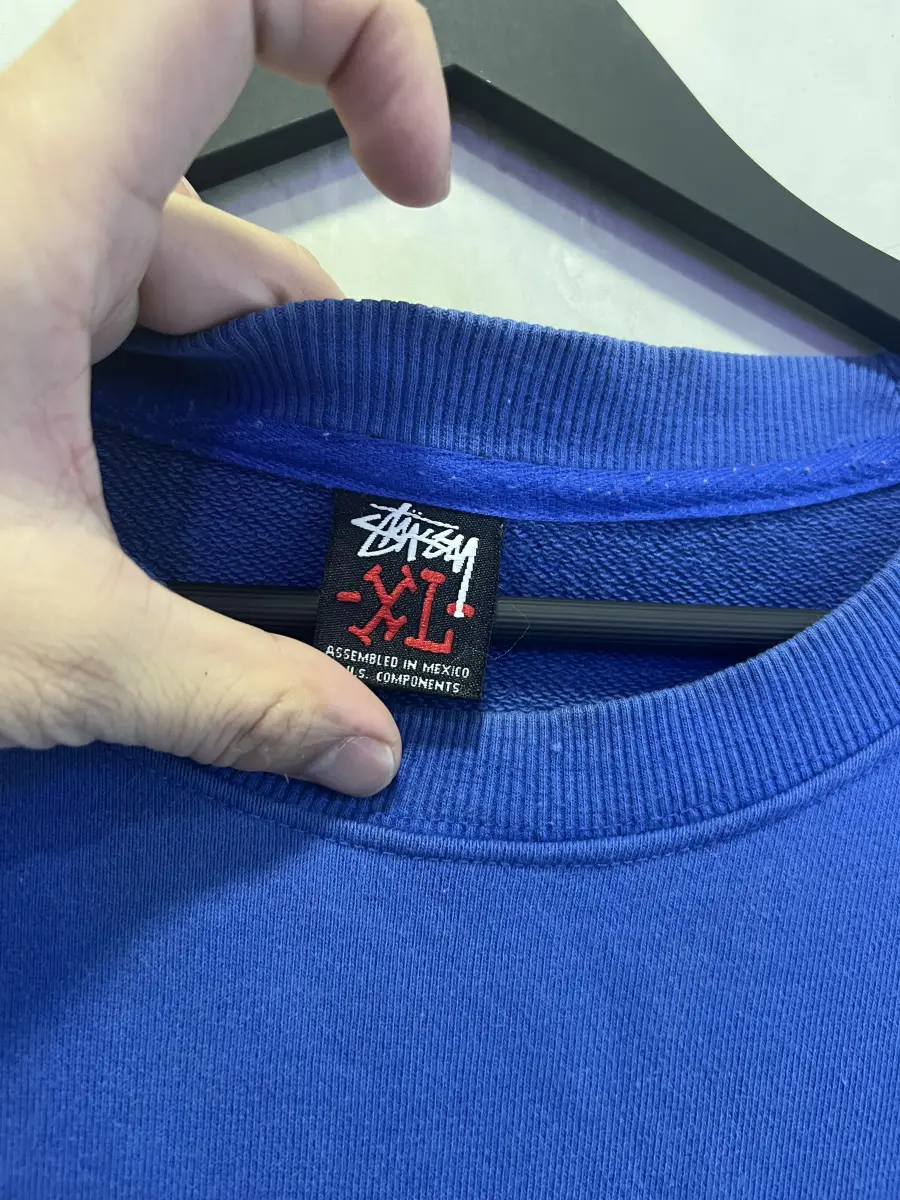 STÜSSY
-XL-
ASSEMBLED IN MEXICO
U.S. COMPONENTS